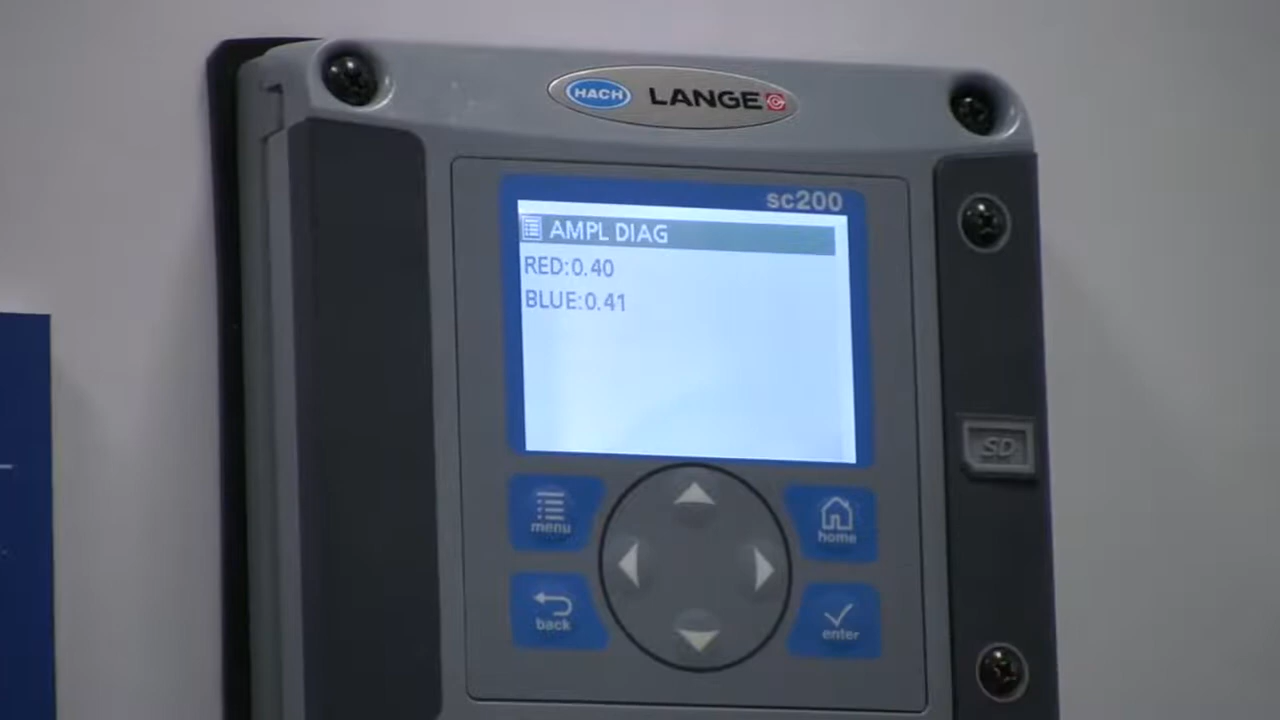 HACH LANGE
sc200
AMPL DIAG
RED:0.40
BLUE:0.41
SD
menu
home
back
enter